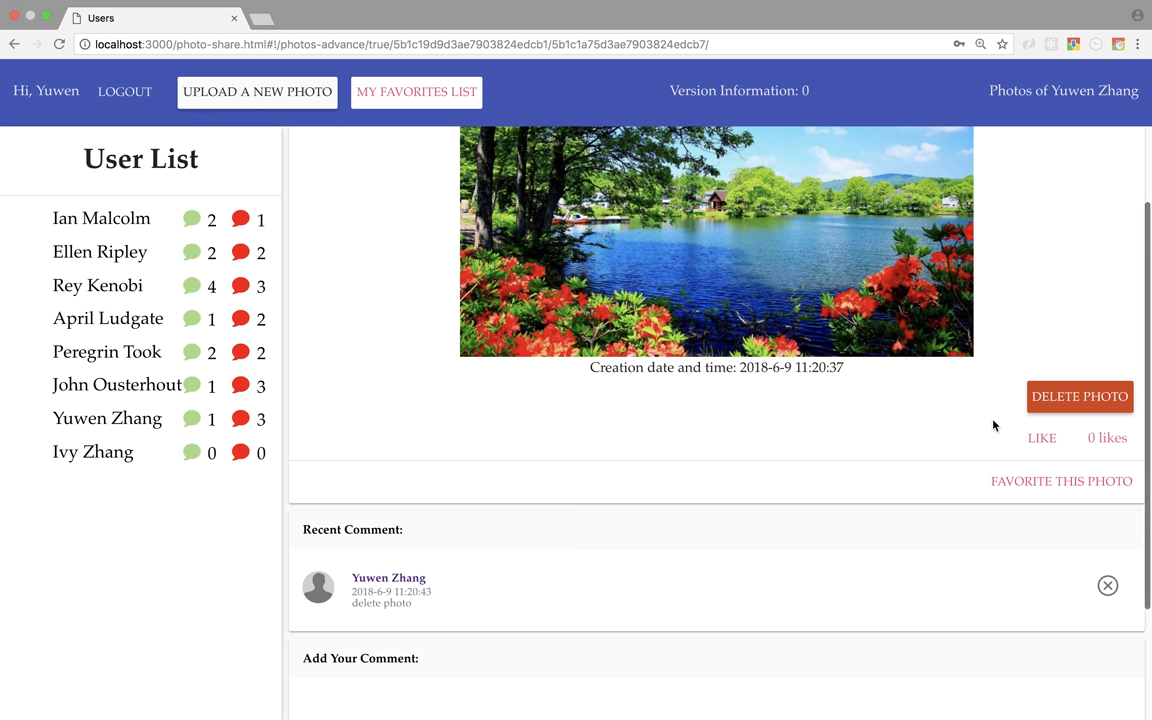 Users
localhost:3000/photo-share.html#!/photos-advance/true/5b1c19d9d3ae7903824edcb1/5b1c1a75d3ae7903824edcb7/
Hi, Yuwen LOGOUT UPLOAD A NEW PHOTO MY FAVORITES LIST Version Information: 0 Photos of Yuwen Zhang
User List
Ian Malcolm 2 1
Ellen Ripley 2 2
Rey Kenobi 4 3
April Ludgate 1 2
Peregrin Took 2 2
John Ousterhout 1 3
Yuwen Zhang 1 3
Ivy Zhang 0 0
Creation date and time: 2018-6-9 11:20:37
DELETE PHOTO
LIKE 0 likes
FAVORITE THIS PHOTO
Recent Comment:
Yuwen Zhang
2018-6-9 11:20:43
delete photo
Add Your Comment: